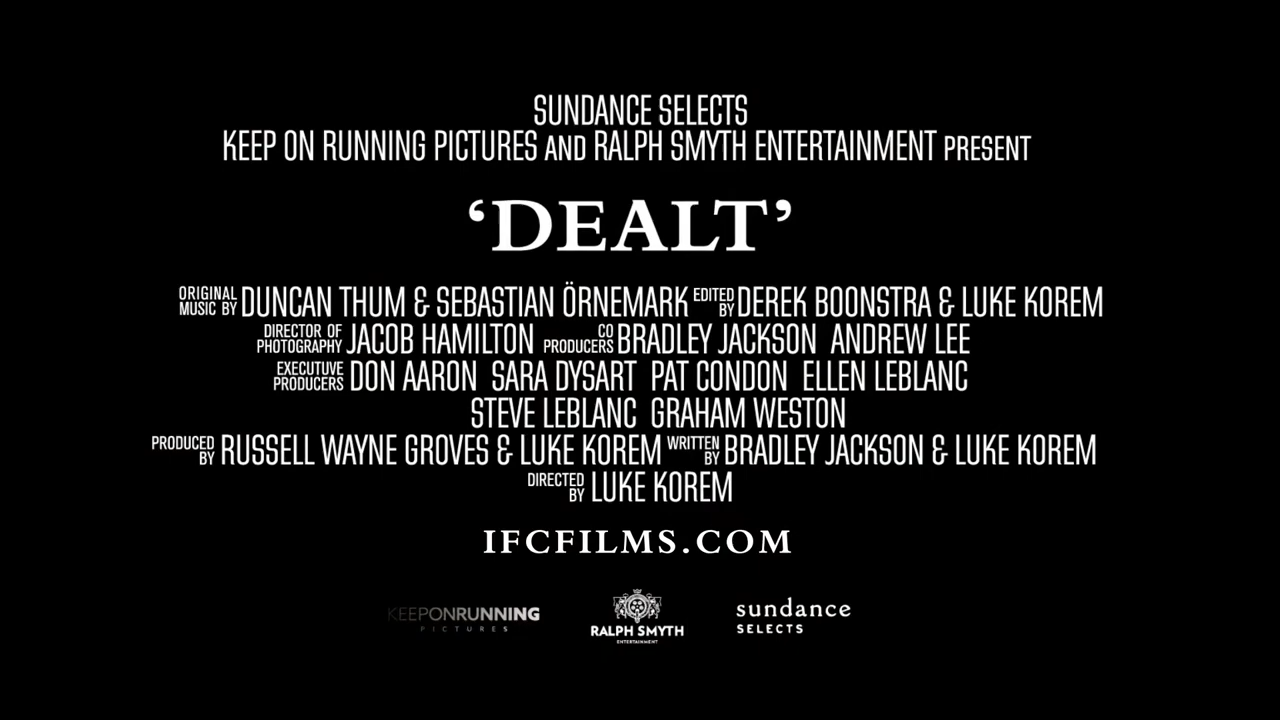 SUNDANCE SELECTS
KEEP ON RUNNING PICTURES AND RALPH SMYTH ENTERTAINMENT PRESENT
‘DEALT’
ORIGINAL MUSIC BY DUNCAN THUM & SEBASTIAN ÖRNEMARK EDITED BY DEREK BOONSTRA & LUKE KOREM
DIRECTOR OF PHOTOGRAPHY JACOB HAMILTON CO PRODUCERS BRADLEY JACKSON ANDREW LEE
EXECUTIVE PRODUCERS DON AARON SARA DYSART PAT CONDON ELLEN LEBLANC
STEVE LEBLANC GRAHAM WESTON
PRODUCED BY RUSSELL WAYNE GROVES & LUKE KOREM WRITTEN BY BRADLEY JACKSON & LUKE KOREM
DIRECTED BY LUKE KOREM
IFCFILMS.COM
KEEPONRUNNING
PICTURES
RALPH SMYTH
ENTERTAINMENT
sundance
SELECTS